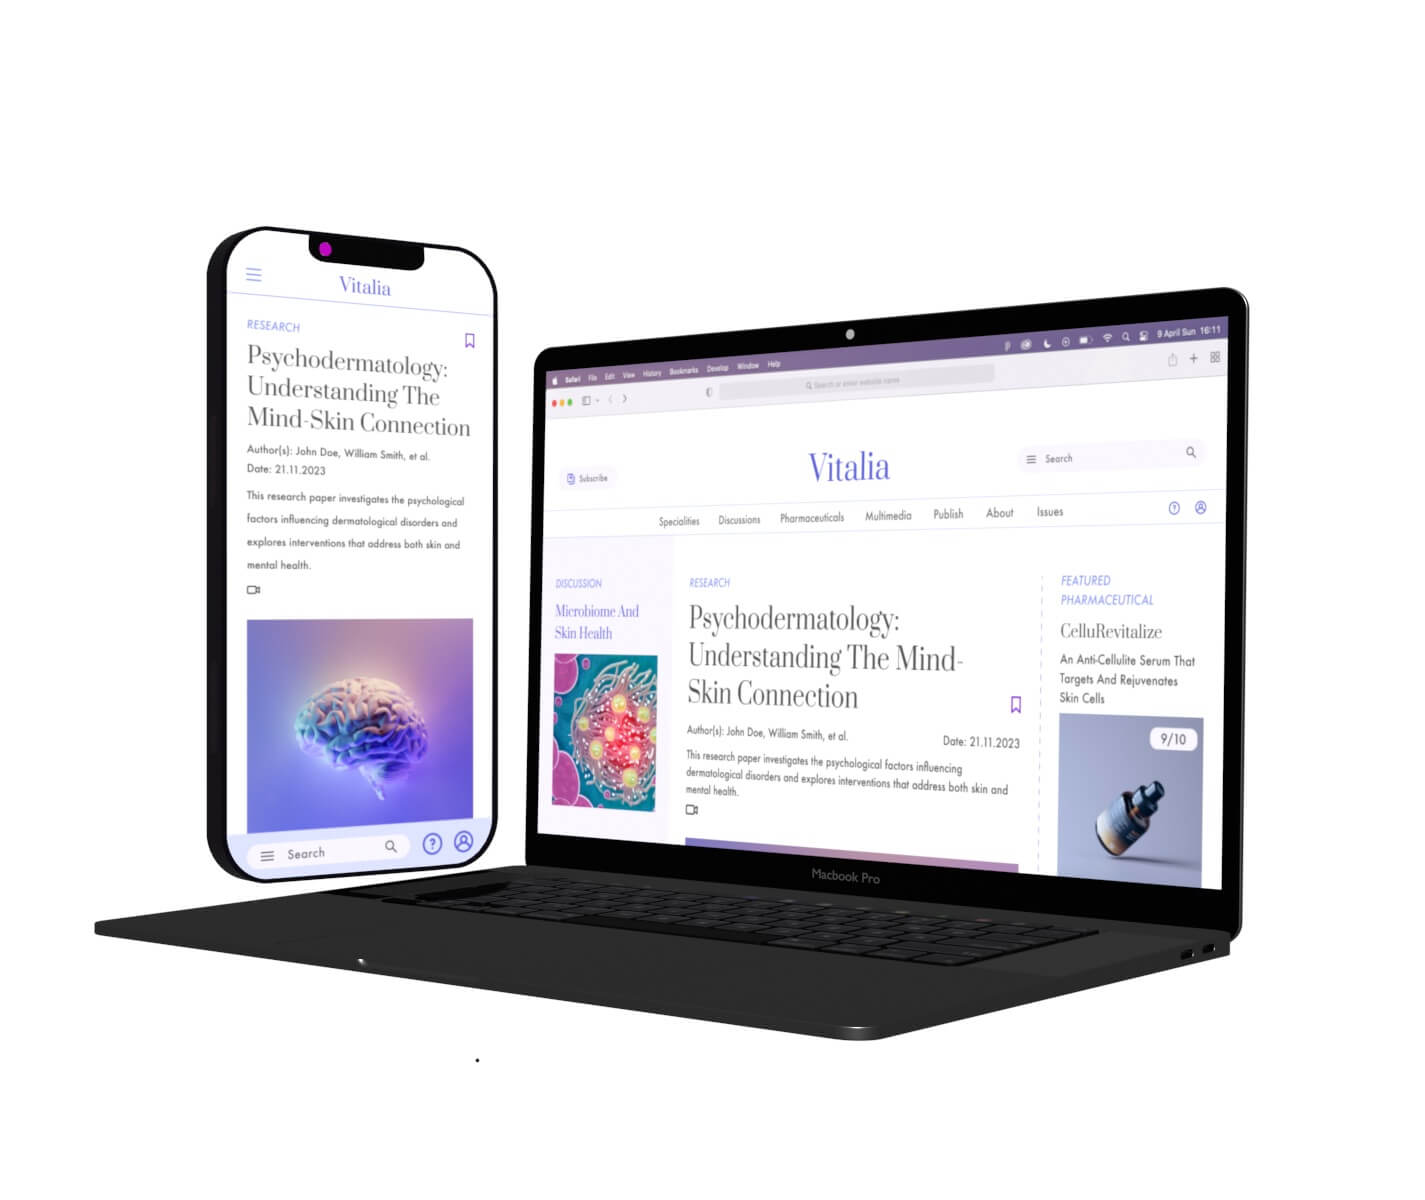 Vitalia
RESEARCH
Psychodermatology:
Understanding The
Mind-Skin Connection
Author(s): John Doe, William Smith, et al.
Date: 21.11.2023
This research paper investigates the psychological
factors influencing dermatological disorders and
explores interventions that address both skin and
mental health.
Search
Safari File Edit View History Bookmarks Develop Window Help
9 April Sun 16:11
Search or enter website name
Subscribe
Vitalia
Search
Specialities Discussions Pharmaceuticals Multimedia Publish About Issues
DISCUSSION
Microbiome And
Skin Health
RESEARCH
Psychodermatology:
Understanding The Mind-
Skin Connection
Author(s): John Doe, William Smith, et al.
Date: 21.11.2023
This research paper investigates the psychological factors influencing
dermatological disorders and explores interventions that address both skin and
mental health.
FEATURED
PHARMACEUTICAL
CelluRevitalize
An Anti-Cellulite Serum That
Targets And Rejuvenates
Skin Cells
9/10
Macbook Pro